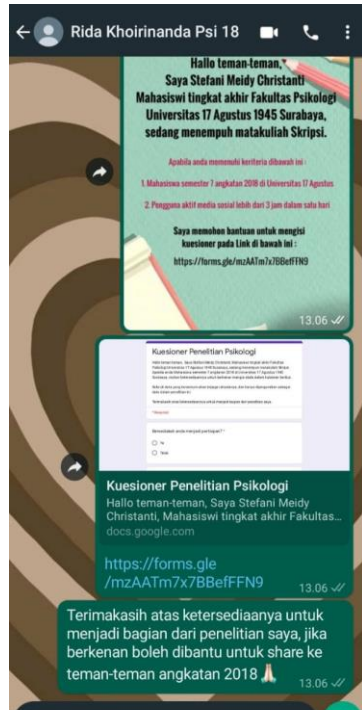 Rida Khoirinanda Psi 18
Hallo teman-teman,
Saya Stefani Meidy Christanti
Mahasiswi tingkat akhir Fakultas Psikologi
Universitas 17 Agustus 1945 Surabaya,
sedang menempuh matakuliah Skripsi.
Apabila anda memenuhi kerite­ria dibawah ini :
1. Mahasiswa semester 7 angkatan 2018 di Universitas 17 Agustus
2. Pengguna aktif media sosial lebih dari 3 jam dalam satu hari
Saya memohon bantuan untuk mengisi
kuesioner pada Link di bawah ini :
https://forms.gle/mzAATm7x7BBefFFN9
13.06
Kuesioner Penelitian Psikologi
Bersediakah anda menjadi partisipan? *
Ya
Tidak
Kuesioner Penelitian Psikologi
Hallo teman-teman, Saya Stefani Meidy
Christanti, Mahasiswi tingkat akhir Fakultas...
docs.google.com
https://forms.gle
/mzAATm7x7BBefFFN9
13.06
Terimakasih atas ketersediaanya untuk
menjadi bagian dari penelitian saya, jika
berkenan boleh dibantu untuk share ke
teman-teman angkatan 2018 🙏🏻
13.06